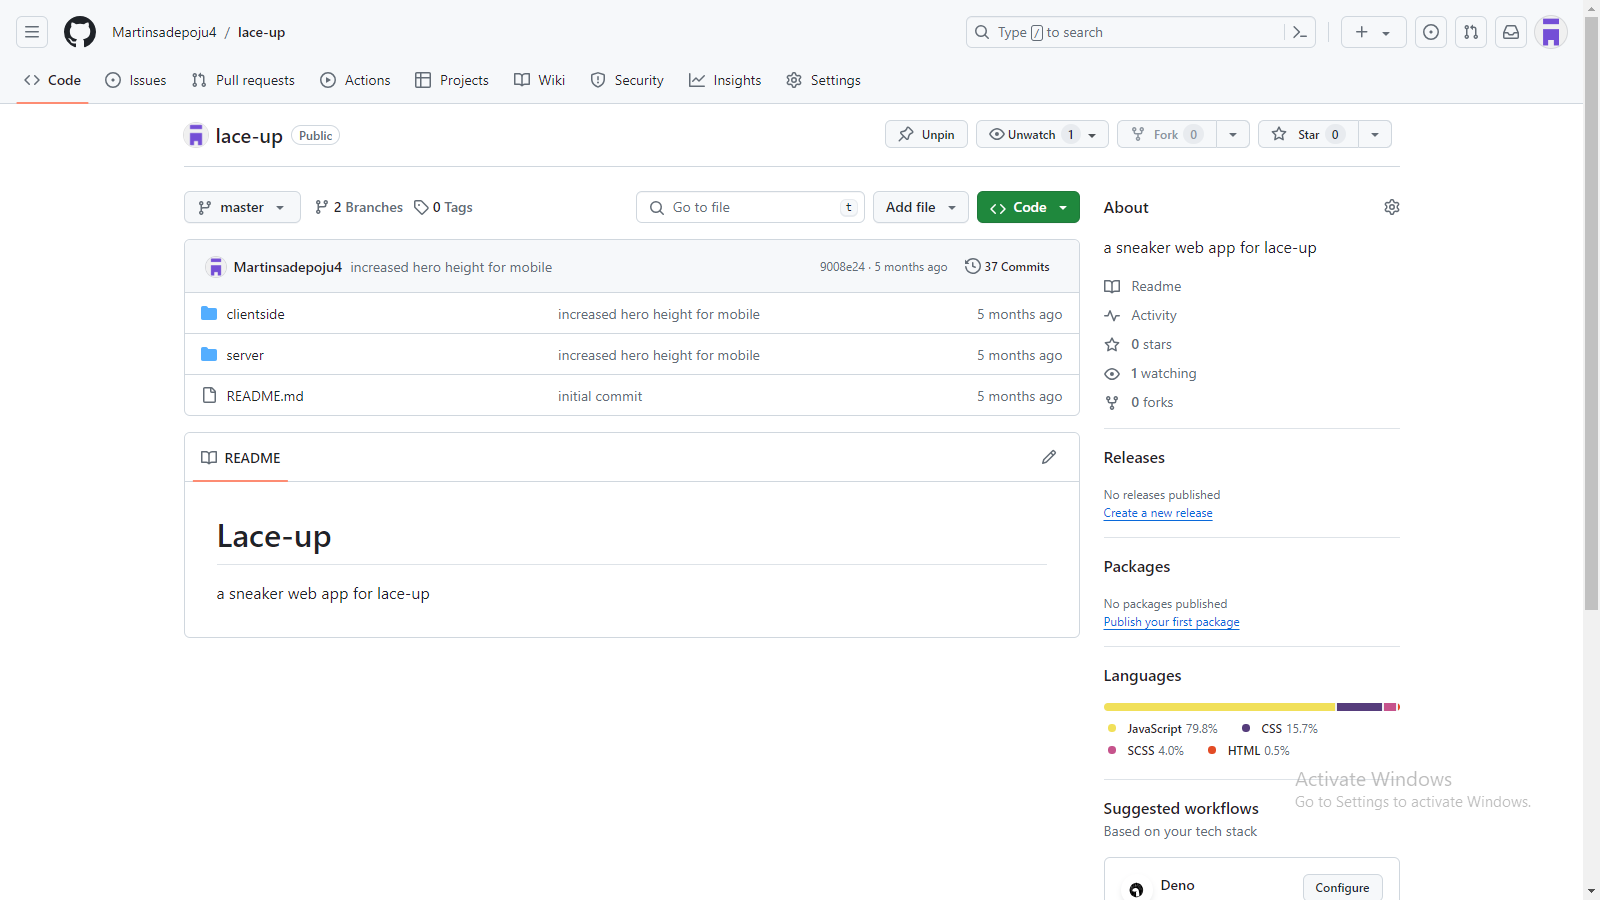 Martinsadepoju4 / lace-up
Type / to search
Code Issues Pull requests Actions Projects Wiki Security Insights Settings
lace-up Public
Unpin Unwatch 1 Fork 0 Star 0
master 2 Branches 0 Tags
Go to file t Add file Code
Martinsadepoju4 increased hero height for mobile 9008e24 · 5 months ago 37 Commits
clientside increased hero height for mobile 5 months ago
server increased hero height for mobile 5 months ago
README.md initial commit 5 months ago
README
Lace-up
a sneaker web app for lace-up
About
a sneaker web app for lace-up
Readme
Activity
0 stars
1 watching
0 forks
Releases
No releases published
Create a new release
Packages
No packages published
Publish your first package
Languages
JavaScript 79.8% CSS 15.7%
SCSS 4.0% HTML 0.5%
Activate Windows
Go to Settings to activate Windows.
Suggested workflows
Based on your tech stack
Deno Configure